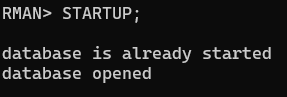 RMAN> STARTUP;
database is already started
database opened